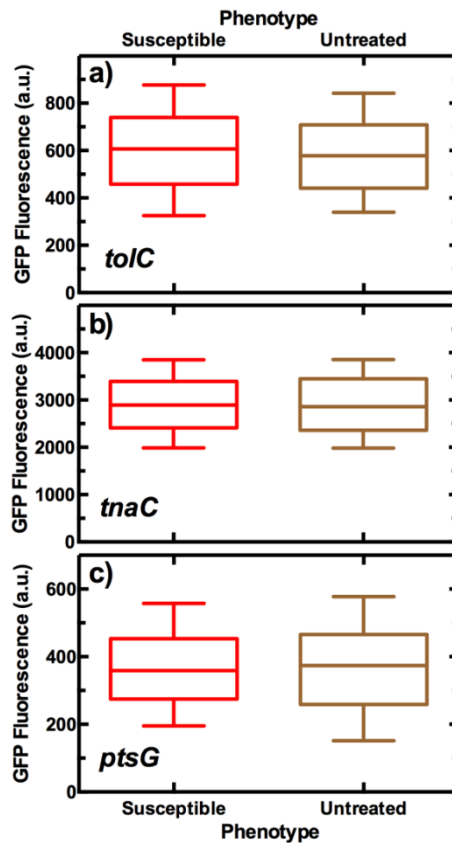 Phenotype
Susceptible Untreated
a)
GFP Fluorescence (a.u.)
800
600
400
200
0
tolC
b)
GFP Fluorescence (a.u.)
4000
3000
2000
1000
0
tnaC
c)
GFP Fluorescence (a.u.)
600
400
200
0
ptsG
Susceptible Untreated
Phenotype